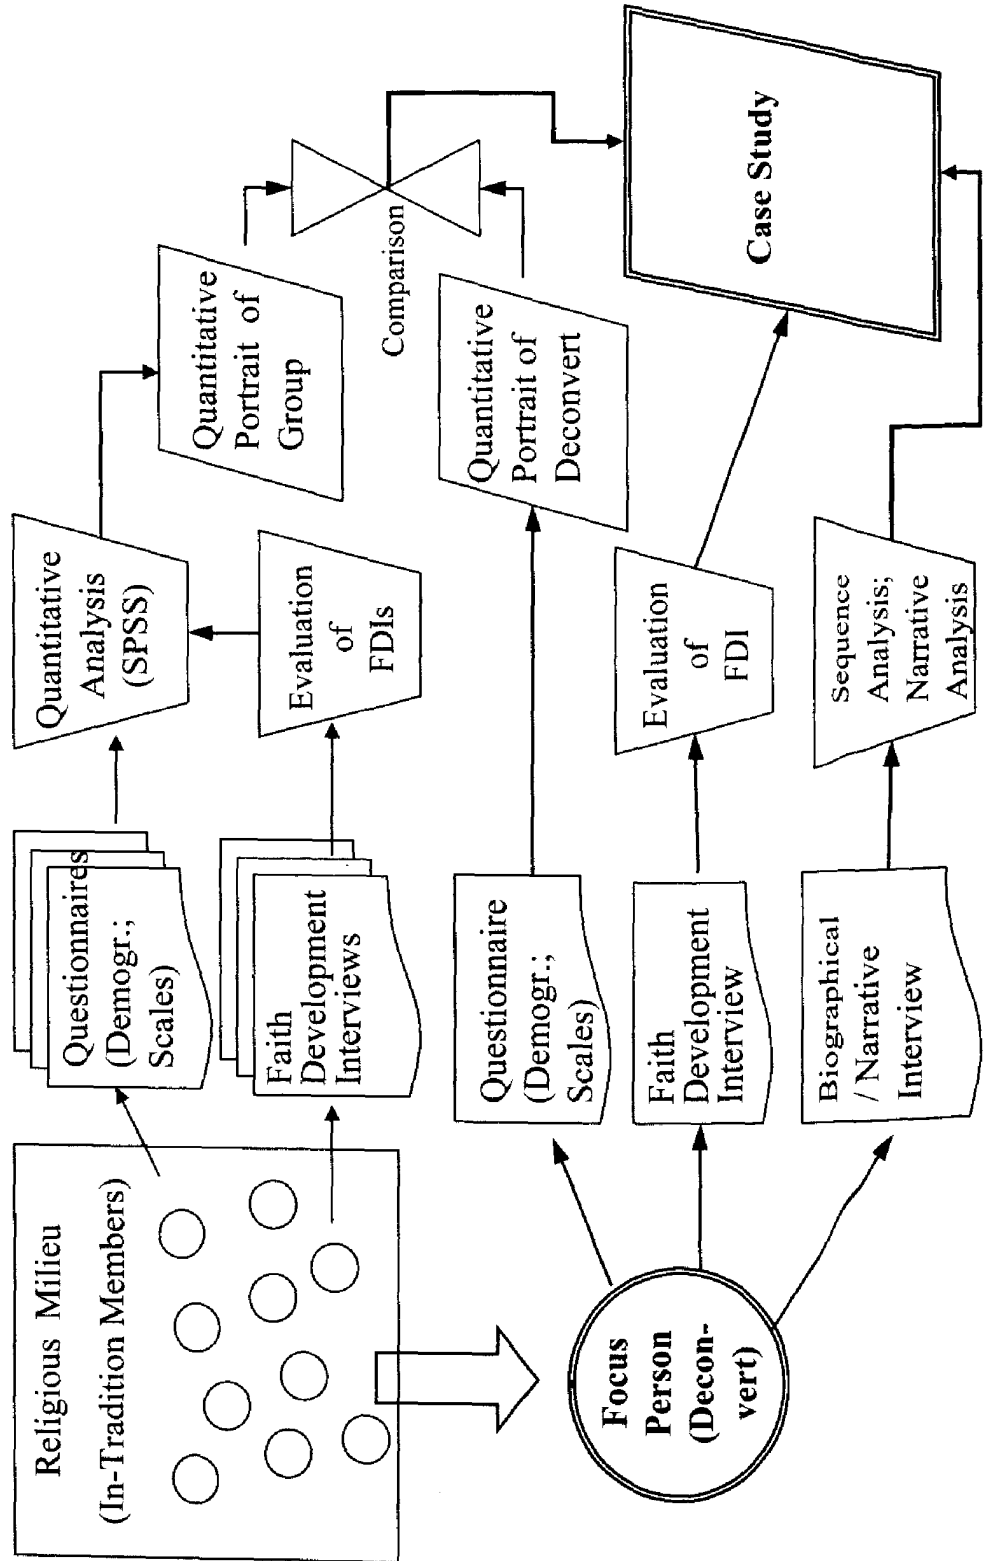 Religious Milieu
(In-Tradition Members)
Questionnaires
(Demogr.;
Scales)
Quantitative
Analysis
(SPSS)
Quantitative
Portrait of
Group
Faith
Development
Interviews
Evaluation
of
FDIs
Comparison
Focus
Person
(Decon-
vert)
Questionnaire
(Demogr.;
Scales)
Quantitative
Portrait of
Deconvert
Faith
Development
Interview
Evaluation
of
FDI
Case Study
Biographical
/ Narrative
Interview
Sequence
Analysis;
Narrative
Analysis